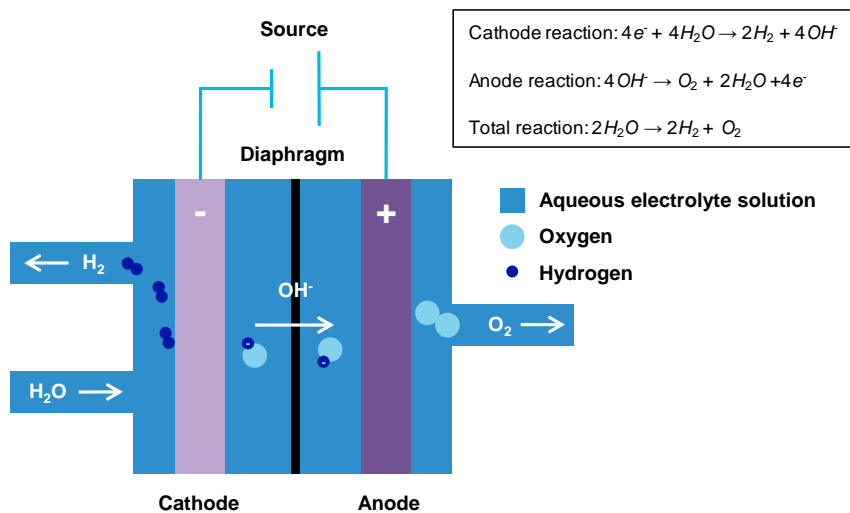 Source
Cathode reaction: 4e⁻ + 4H₂O → 2H₂ + 4OH⁻
Anode reaction: 4OH⁻ → O₂ + 2H₂O +4e⁻
Total reaction: 2H₂O → 2H₂ + O₂
Diaphragm
-
+
Aqueous electrolyte solution
Oxygen
Hydrogen
H₂
OH⁻
O₂
-
-
H₂O
Cathode
Anode